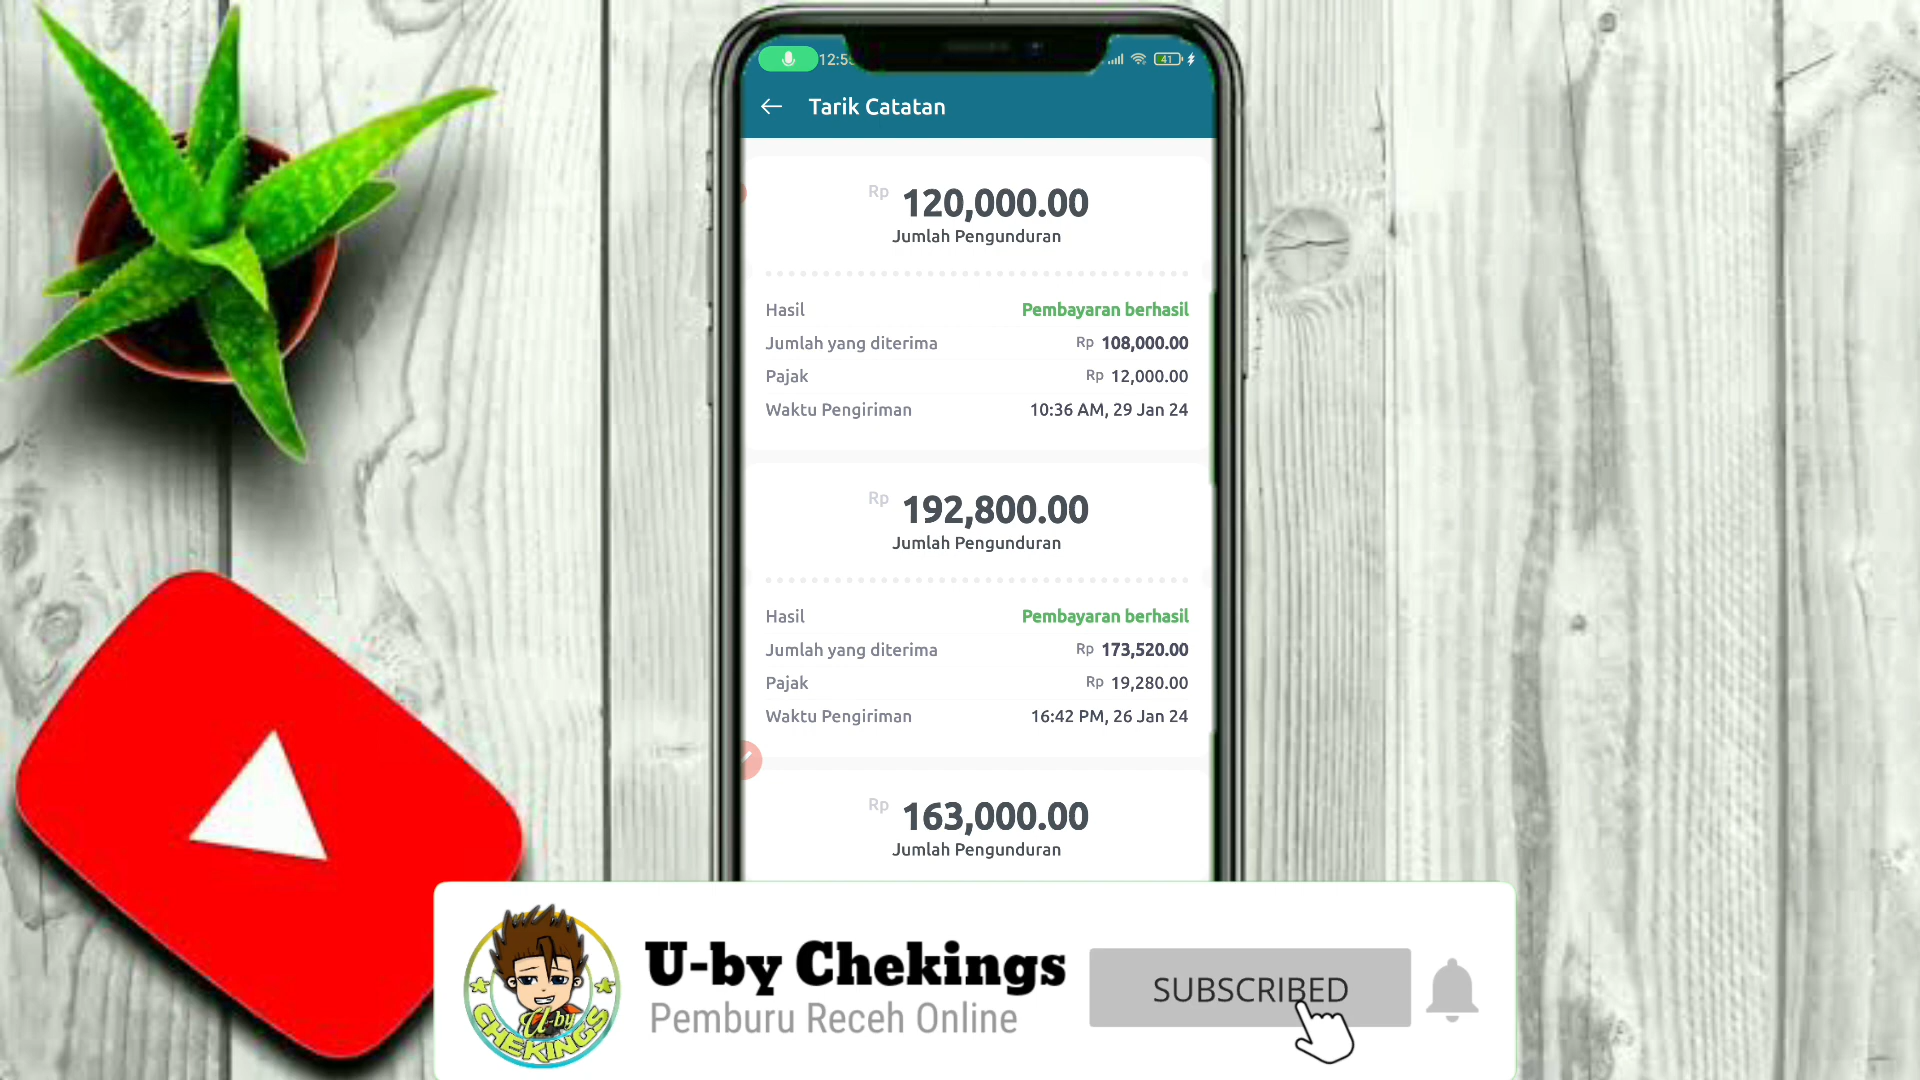 12:5
41
Tarik Catatan
Rp 120,000.00
Jumlah Pengunduran
Hasil Pembayaran berhasil
Jumlah yang diterima Rp 108,000.00
Pajak Rp 12,000.00
Waktu Pengiriman 10:36 AM, 29 Jan 24
Rp 192,800.00
Jumlah Pengunduran
Hasil Pembayaran berhasil
Jumlah yang diterima Rp 173,520.00
Pajak Rp 19,280.00
Waktu Pengiriman 16:42 PM, 26 Jan 24
Rp 163,000.00
Jumlah Pengunduran
U-by
CHEKINGS
U-by Chekings
Pemburu Receh Online
SUBSCRIBED